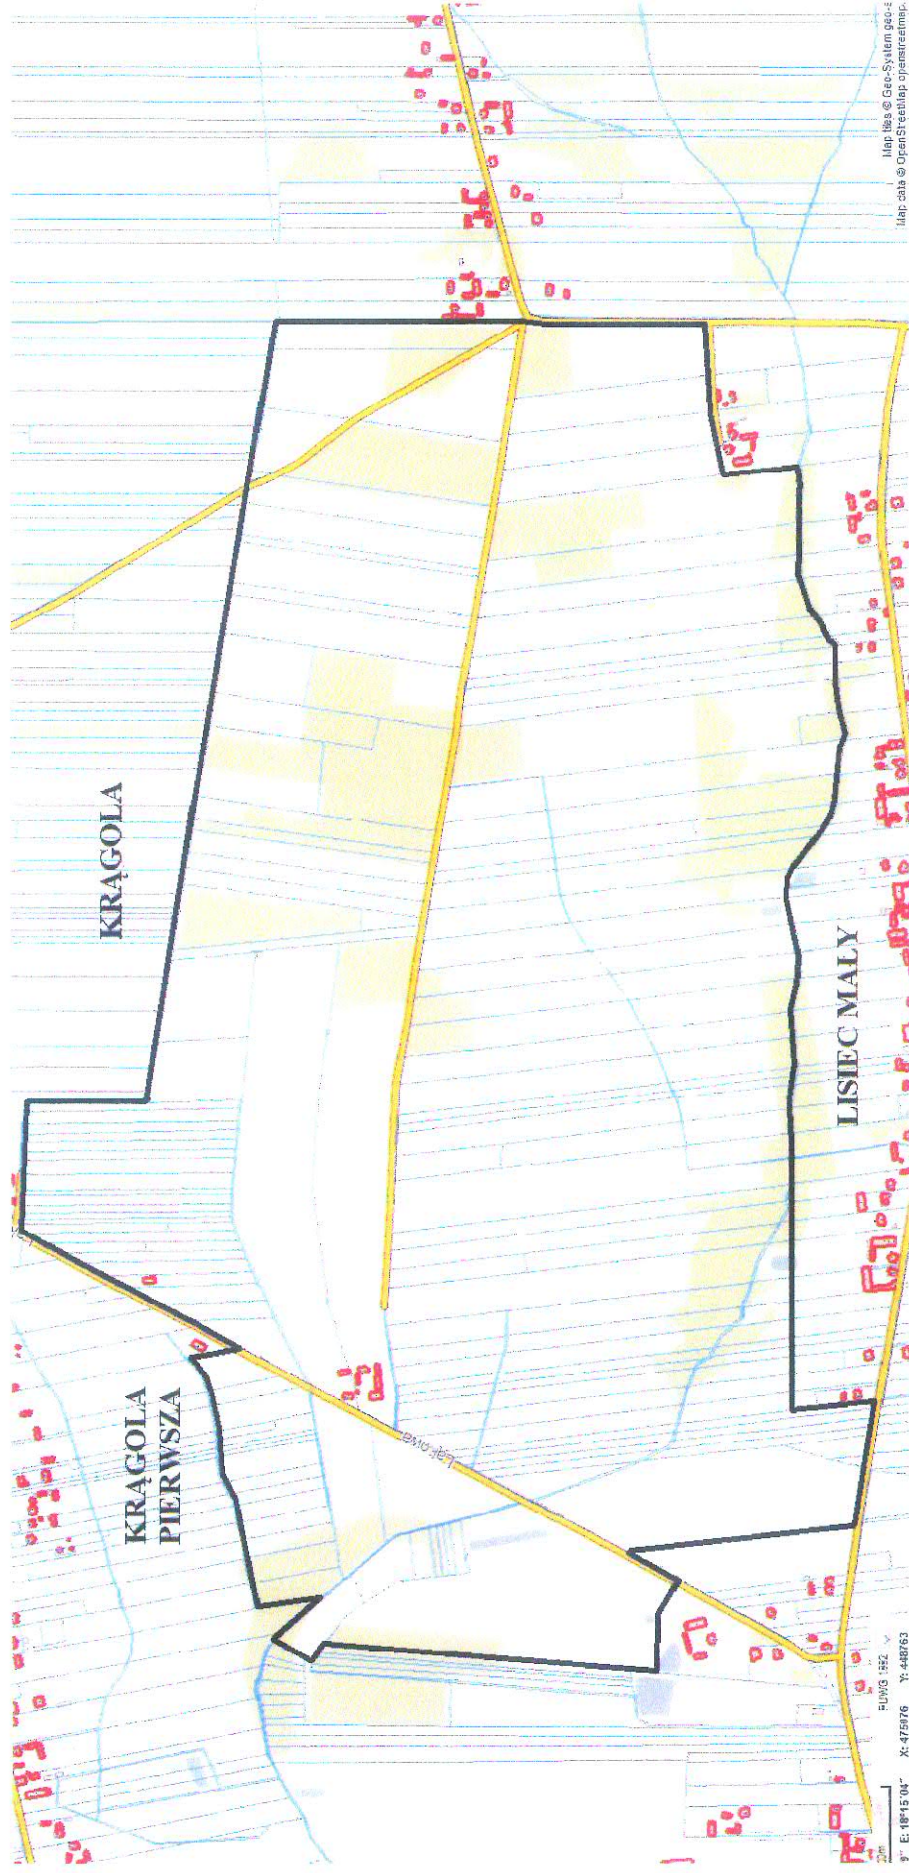 KRĄGOLA
KRĄGOLA
PIERWSZA
LISIEC MAŁY
Łąkowa
PUWG 1992
E: 18°15'04" X: 475976 Y: 448763
Map tiles © Geo-System geo-s
Map data © OpenStreetMap openstreetmap.